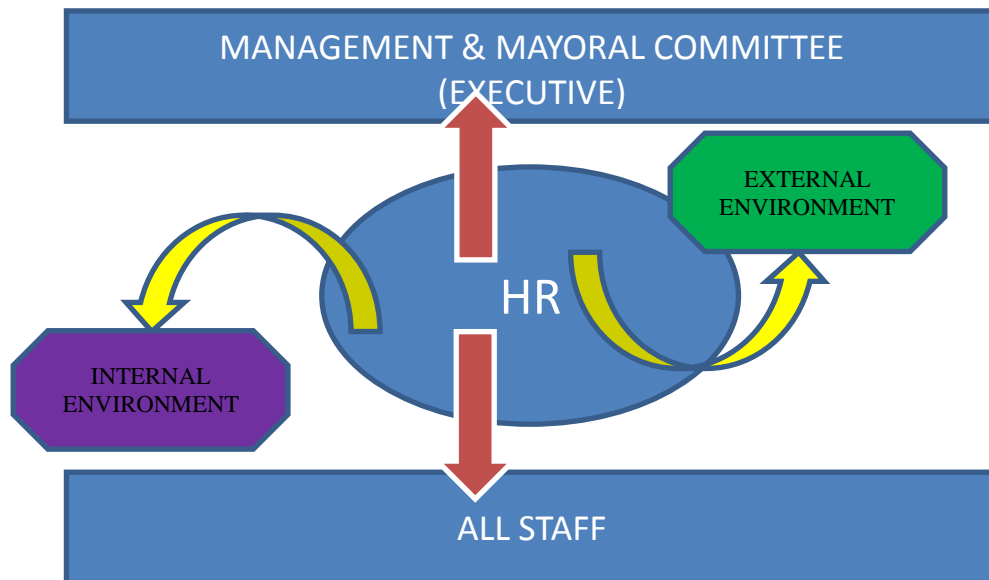 MANAGEMENT & MAYORAL COMMITTEE
(EXECUTIVE)
EXTERNAL
ENVIRONMENT
HR
INTERNAL
ENVIRONMENT
ALL STAFF